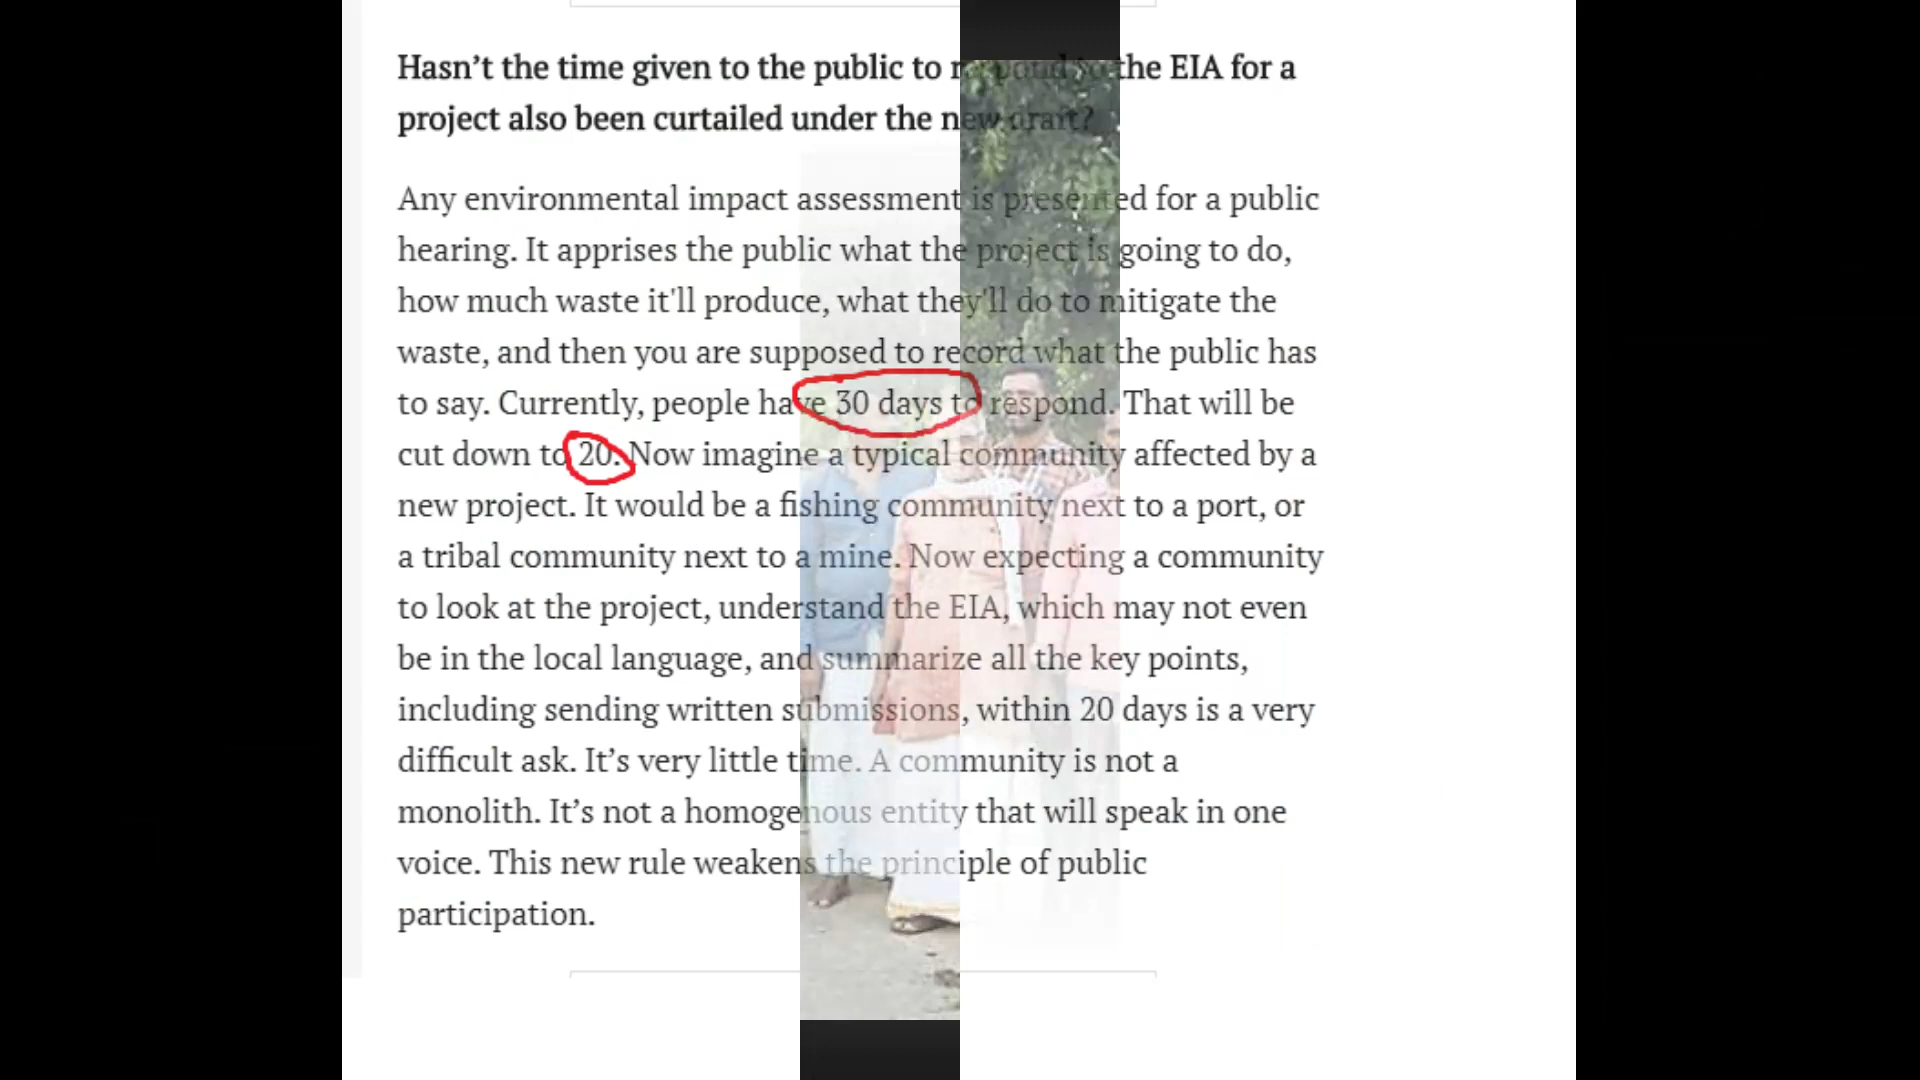 Hasn’t the time given to the public to respond to the EIA for a
project also been curtailed under the new draft?
Any environmental impact assessment is presented for a public
hearing. It apprises the public what the project is going to do,
how much waste it'll produce, what they'll do to mitigate the
waste, and then you are supposed to record what the public has
to say. Currently, people have 30 days to respond. That will be
cut down to 20. Now imagine a typical community affected by a
new project. It would be a fishing community next to a port, or
a tribal community next to a mine. Now expecting a community
to look at the project, understand the EIA, which may not even
be in the local language, and summarize all the key points,
including sending written submissions, within 20 days is a very
difficult ask. It’s very little time. A community is not a
monolith. It’s not a homogenous entity that will speak in one
voice. This new rule weakens the principle of public
participation.